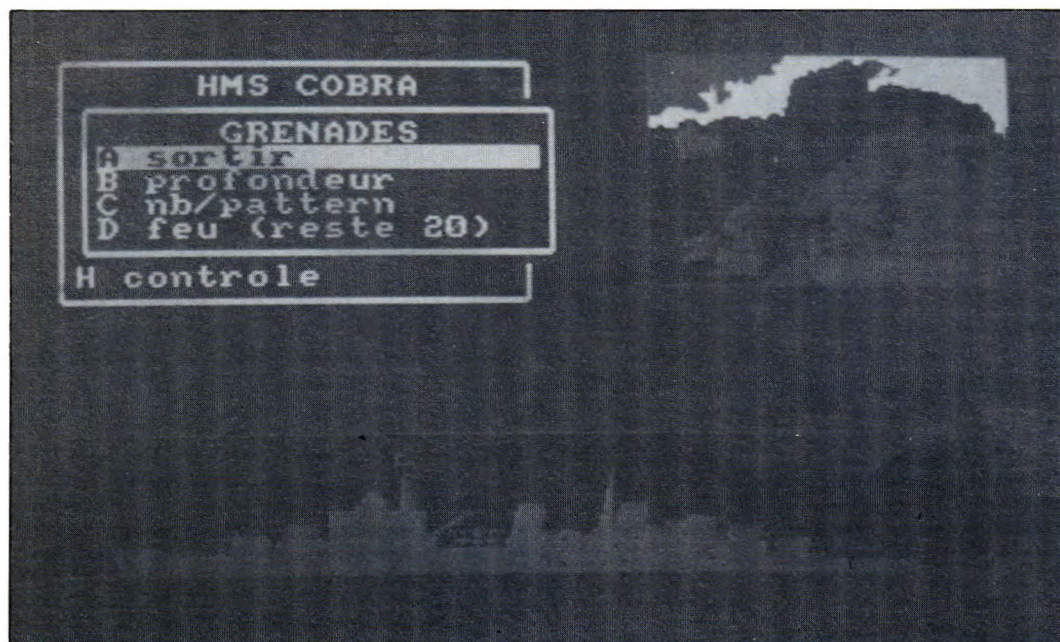 HMS COBRA
GRENADES
A sortir
B profondeur
C nb/pattern
D feu (reste 20)
H controle